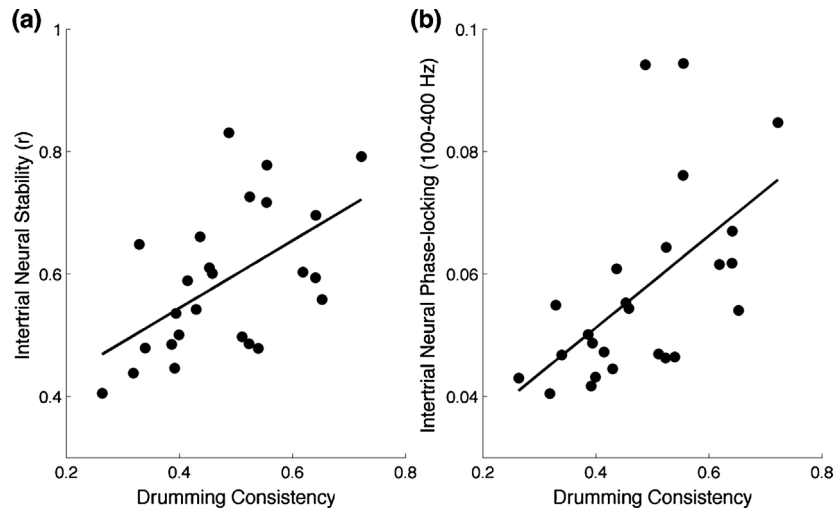 (a)
1
0.8
0.6
0.4
Intertrial Neural Stability (r)
0.2
0.4
0.6
0.8
Drumming Consistency
(b)
0.1
0.08
0.06
0.04
Intertrial Neural Phase-locking (100-400 Hz)
0.2
0.4
0.6
0.8
Drumming Consistency